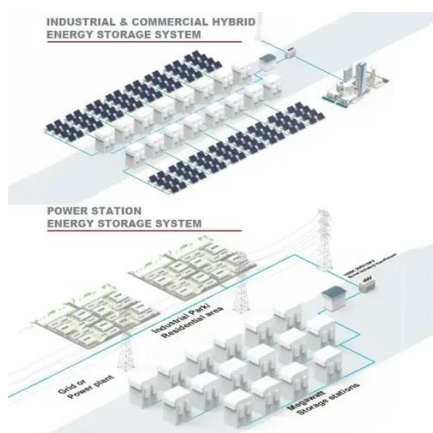 INDUSTRIAL & COMMERCIAL HYBRID
ENERGY STORAGE SYSTEM
POWER STATION
ENERGY STORAGE SYSTEM
Industrial Park/
Residential area
Grid or
Power plant
Megawatt
Storage stations